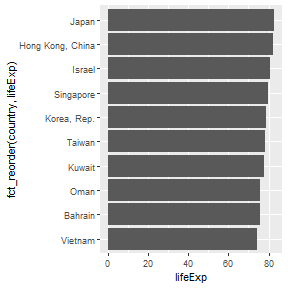 Japan
Hong Kong, China
Israel
Singapore
Korea, Rep.
Taiwan
Kuwait
Oman
Bahrain
Vietnam
fct_reorder(country, lifeExp)
0 20 40 60 80
lifeExp